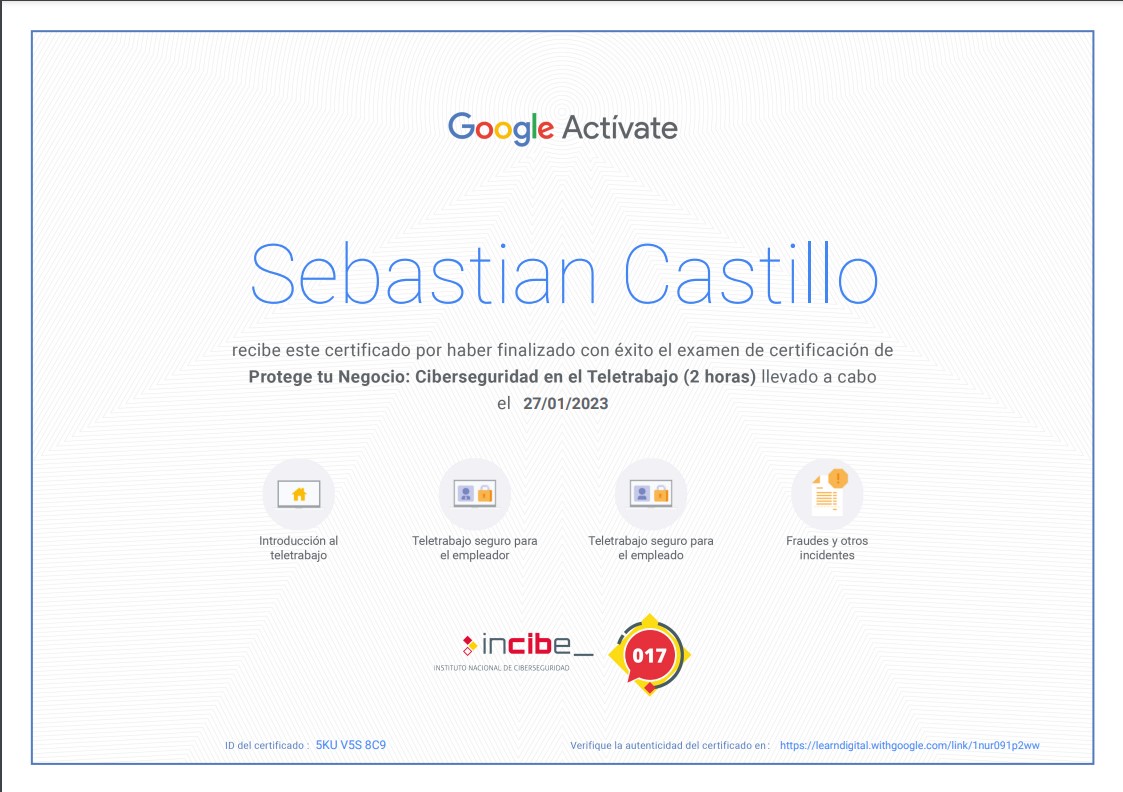 Google Actívate
Sebastian Castillo
recibe este certificado por haber finalizado con éxito el examen de certificación de
Protege tu Negocio: Ciberseguridad en el Teletrabajo (2 horas) llevado a cabo
el 27/01/2023
Introducción al
teletrabajo
Teletrabajo seguro para
el empleador
Teletrabajo seguro para
el empleado
Fraudes y otros
incidentes
incibe_
INSTITUTO NACIONAL DE CIBERSEGURIDAD
017
ID del certificado : 5KU V5S 8C9
Verifique la autenticidad del certificado en : https://learndigital.withgoogle.com/link/1nur091p2ww